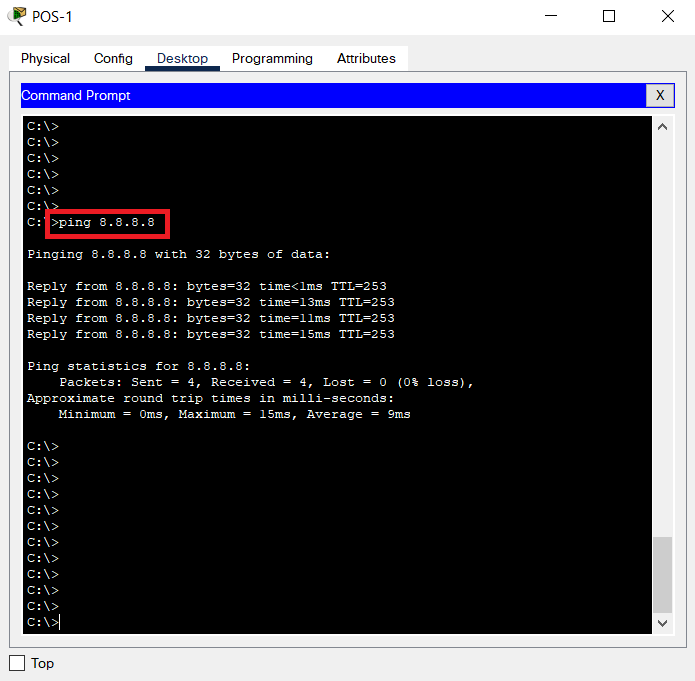 POS-1
Physical Config Desktop Programming Attributes
Command Prompt X
C:\>
C:\>
C:\>
C:\>
C:\>
C:\>
C:\>ping 8.8.8.8
Pinging 8.8.8.8 with 32 bytes of data:
Reply from 8.8.8.8: bytes=32 time<1ms TTL=253
Reply from 8.8.8.8: bytes=32 time=13ms TTL=253
Reply from 8.8.8.8: bytes=32 time=11ms TTL=253
Reply from 8.8.8.8: bytes=32 time=15ms TTL=253
Ping statistics for 8.8.8.8:
Packets: Sent = 4, Received = 4, Lost = 0 (0% loss),
Approximate round trip times in milli-seconds:
Minimum = 0ms, Maximum = 15ms, Average = 9ms
C:\>
C:\>
C:\>
C:\>
C:\>
C:\>
C:\>
C:\>
C:\>
C:\>
C:\>
C:\>
Top